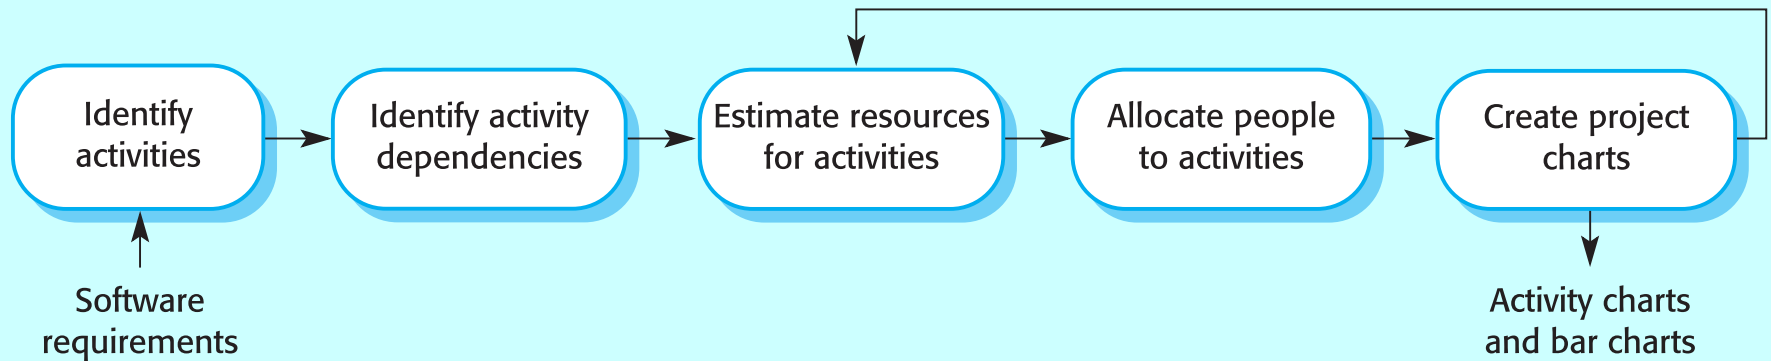 Identify
activities
Identify activity
dependencies
Estimate resources
for activities
Allocate people
to activities
Create project
charts
Software
requirements
Activity charts
and bar charts